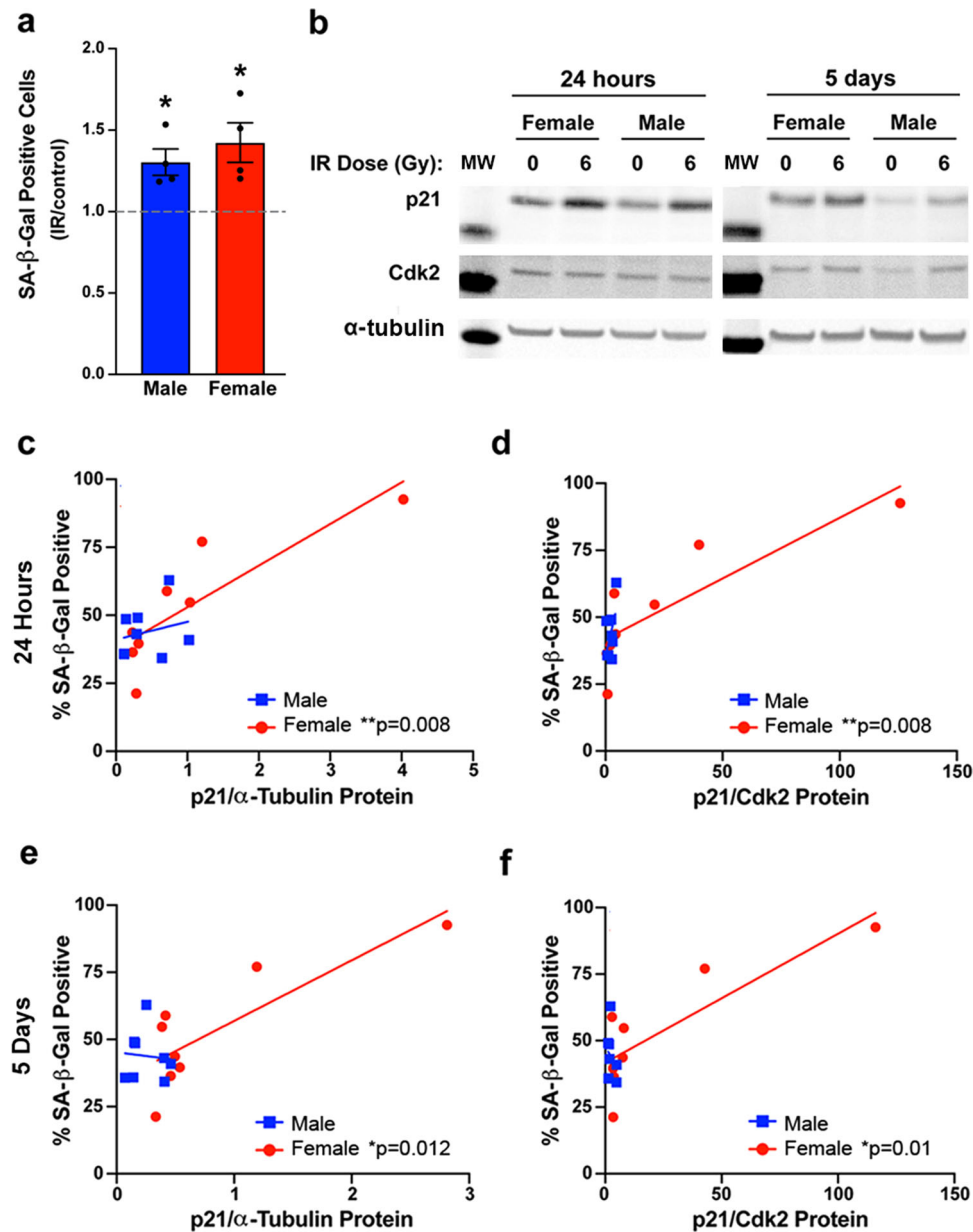 a
SA-β-Gal Positive Cells
(IR/control)
2.0
1.5
1.0
0.5
0.0
*
*
Male
Female
b
24 hours
5 days
Female
Male
Female
Male
IR Dose (Gy):
MW
0
6
0
6
MW
0
6
0
6
p21
Cdk2
α-tubulin
24 Hours
c
% SA-β-Gal Positive
100
75
50
25
0
Male
Female **p=0.008
0
1
2
3
4
5
p21/α-Tubulin Protein
d
% SA-β-Gal Positive
100
75
50
25
0
Male
Female **p=0.008
0
50
100
150
p21/Cdk2 Protein
5 Days
e
% SA-β-Gal Positive
100
75
50
25
0
Male
Female *p=0.012
0
1
2
3
p21/α-Tubulin Protein
f
% SA-β-Gal Positive
100
75
50
25
0
Male
Female *p=0.01
0
50
100
150
p21/Cdk2 Protein